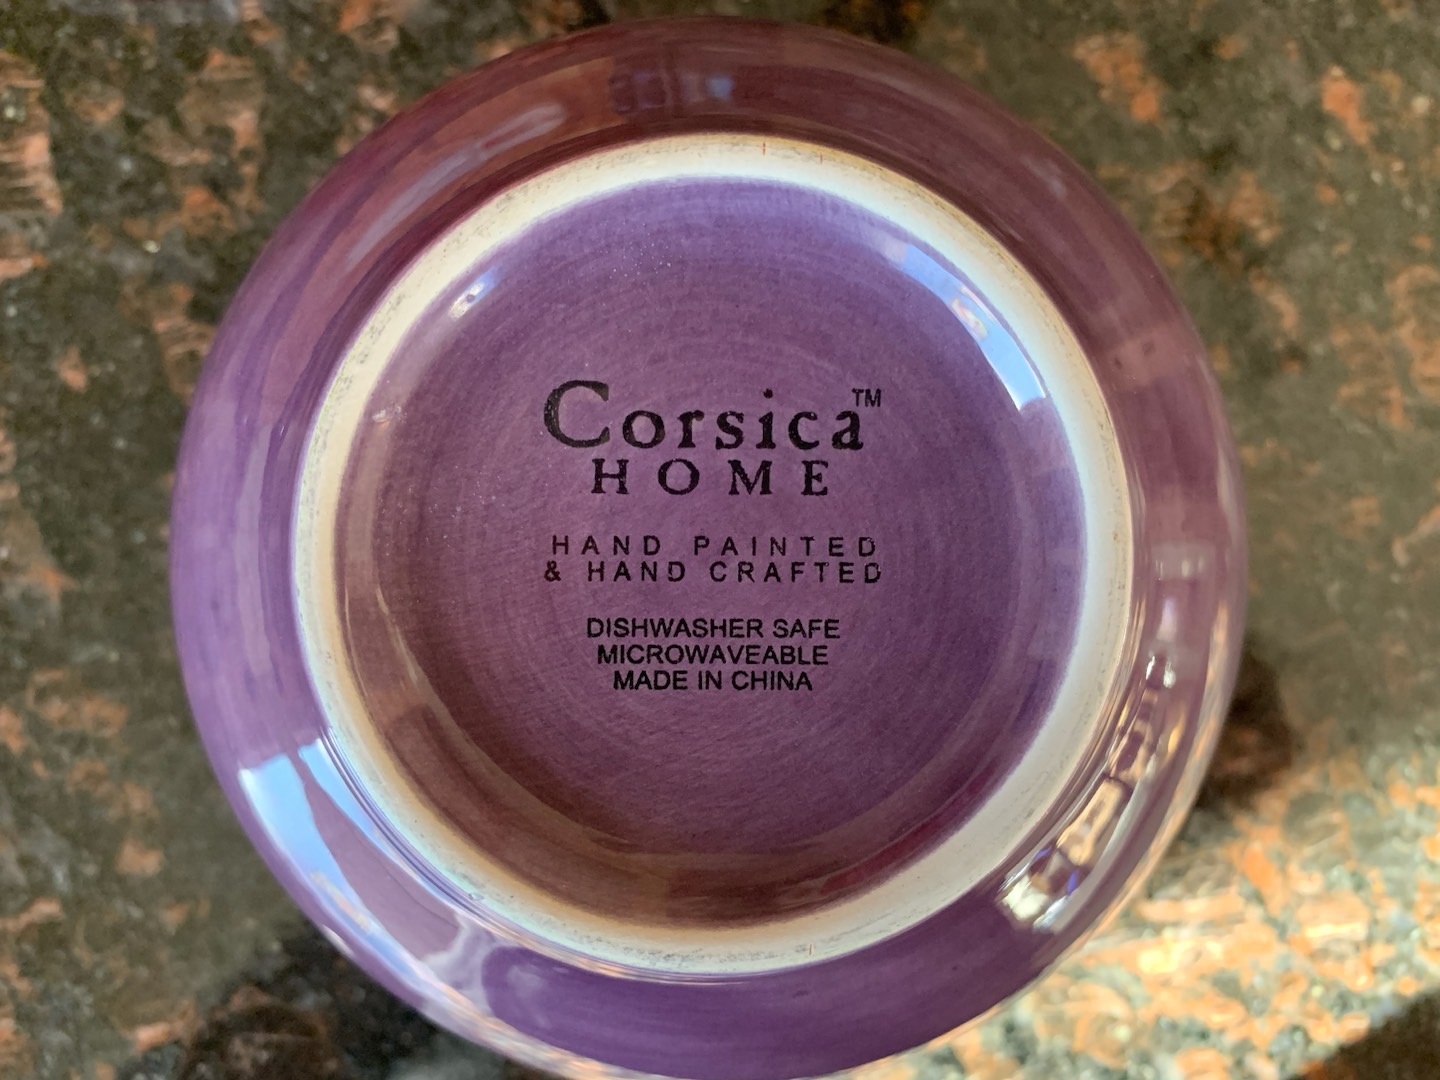 Corsica™
HOME
HAND PAINTED
& HAND CRAFTED
DISHWASHER SAFE
MICROWAVEABLE
MADE IN CHINA